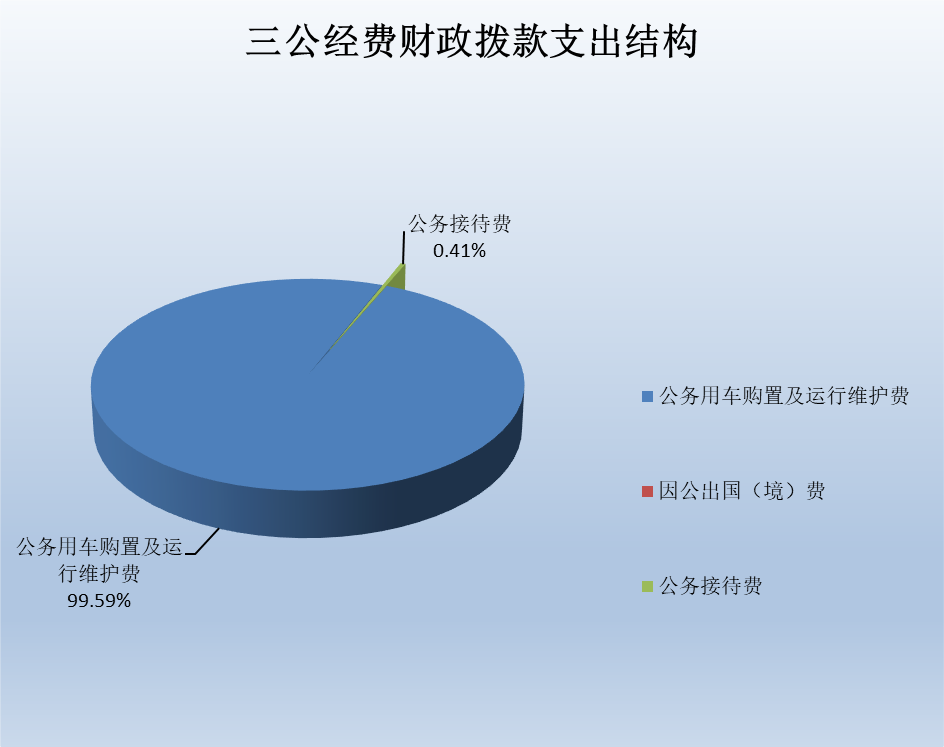 三公经费财政拨款支出结构
公务接待费
0.41%
公务用车购置及运行维护费
因公出国（境）费
公务接待费
公务用车购置及运
行维护费
99.59%